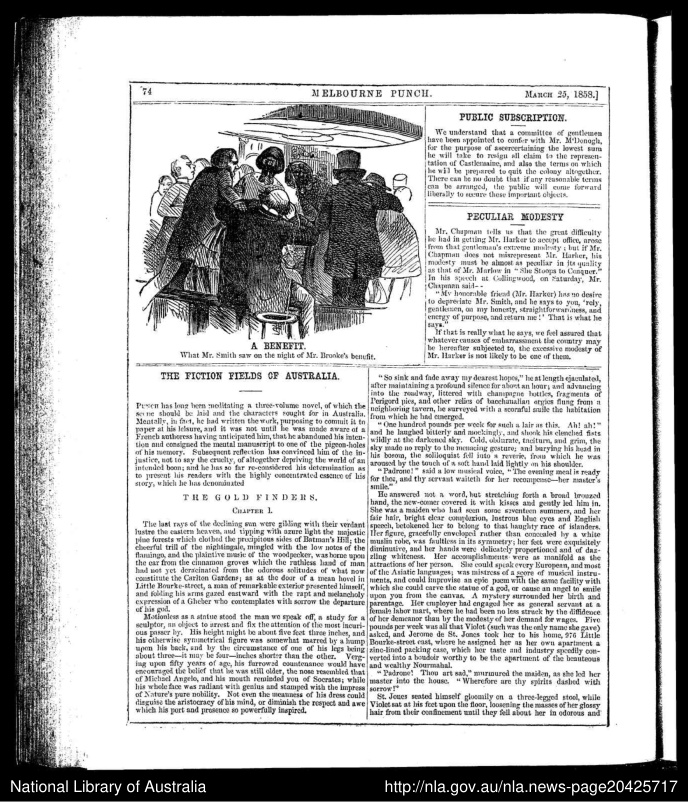 74
MELBOURNE PUNCH.
MARCH 25, 1858.]
A BENEFIT.
What Mr. Smith saw on the night of Mr. Brooke's benefit.
PUBLIC SUBSCRIPTION.
We understand that a committee of gentlemen
have been appointed to confer with Mr. M'Donogh,
for the purpose of ascercertaining the lowest sum
he will take to resign all claim to the represen-
tation of Castlemaine, and also the terms on which
he will be prepared to quit the colony altogether.
There can be no doubt that if any reasonable terms
can be arranged, the public will come forward
liberally to secure these important objects.
PECULIAR MODESTY
Mr. Chapman tells us that the great difficulty
he had in getting Mr. Harker to accept office, arose
from that gentleman's extreme modesty; but if Mr.
Chapman does not misrepresent Mr. Harker, his
modesty must be almost as peculiar in its quality
as that of Mr. Marlow in "She Stoops to Conquer."
In his speech at Collingwood, on Saturday, Mr.
Chapman said--
"My honorable friend (Mr. Harker) has no desire
to depreciate Mr. Smith, and he says to you, 'rely,
gentlemen, on my honesty, straightforwardness, and
energy of purpose, and return me!' That is what he
says."
If that is really what he says, we feel assured that
whatever causes of embarrassment the country may
be hereafter subjected to, the excessive modesty of
Mr. Harker is not likely to be one of them.
THE FICTION FIELDS OF AUSTRALIA.
PUNCH has long been meditating a three-volume novel, of which the
scene should be laid and the characters sought for in Australia.
Mentally, in fact, he had written the work, purposing to commit it to
paper at his leisure, and it was not until he was made aware of a
French authoress having anticipated him, that he abandoned his inten-
tion and consigned the mental manuscript to one of the pigeon-holes
of his memory. Subsequent reflection has convinced him of the in-
justice, not to say the cruelty, of altogether depriving the world of an
intended boon; and he has so far re-considered his determination as
to present his readers with the highly concentrated essence of his
story, which he has denominated
THE GOLD FINDERS.
CHAPTER I.
The last rays of the declining sun were gilding with their verdant
lustre the eastern heaven, and tipping with azure light the majestic
pine forests which clothed the precipitous sides of Batman's Hill; the
cheerful trill of the nightingale, mingled with the low notes of the
flamingo, and the plaintive music of the woodpecker, was borne upon
the ear from the cinnamon groves which the ruthless hand of man
had not yet deracinated from the odorous solitudes of what now
constitute the Carlton Gardens; as at the door of a mean hovel in
Little Bourke-street, a man of remarkable exterior presented himself,
and folding his arms gazed eastward with the rapt and melancholy
expression of a Gheber who contemplates with sorrow the departure
of his god.
Motionless as a statue stood the man we speak off, a study for a
sculptor, an object to arrest and fix the attention of the most incuri-
ous passer by. His height might be about five feet three inches, and
his otherwise symmetrical figure was somewhat marred by a hump
upon his back, and by the circumstance of one of his legs being
about three—it may be four—inches shorter than the other. Verg-
ing upon fifty years of age, his furrowed countenance would have
encouraged the belief that he was still older, the nose resembled that
of Michael Angelo, and his mouth reminded you of Socrates; while
his whole face was radiant with genius and stamped with the impress
of Nature's pure nobility. Not even the meanness of his dress could
disguise the aristocracy of his mind, or diminish the respect and awe
which his port and presence so powerfully inspired.
"So sink and fade away my dearest hopes," he at length ejaculated,
after maintaining a profound silence for about an hour; and advancing
into the roadway, littered with champagne bottles, fragments of
Perigord pies, and other relics of bacchanalian orgies flung from a
neighboring tavern, he surveyed with a scornful smile the habitation
from which he had emerged.
"One hundred pounds per week for such a lair as this. Ah! ah!"
and he laughed bitterly and mockingly, and shook his clenched fists
wildly at the darkened sky. Cold, obdurate, taciturn, and grim, the
sky made no reply to the menacing gesture; and burying his head in
his bosom, the soliloquist fell into a reverie, from which he was
aroused by the touch of a soft hand laid lightly on his shoulder.
"Padrone!" said a low musical voice, "The evening meal is ready
for thee, and thy servant waiteth for her recompense—her master's
smile."
He answered not a word, but stretching forth a broad bronzed
hand, the new-comer covered it with kisses and gently led him in.
She was a maiden who had seen some seventeen summers, and her
fair hair, bright clear complexion, lustrous blue eyes and English
speech, betokened her to belong to that haughty race of islanders.
Her figure, gracefully enveloped rather than concealed by a white
muslin robe, was faultless in its symmetry; her feet were exquisitely
diminutive, and her hands were delicately proportioned and of daz-
zling whiteness. Her accomplishments were as manifold as the
attractions of her person. She could speak every European, and most
of the Asiatic languages; was mistress of a score of musical instru-
ments, and could improvise an epic poem with the same facility with
which she could carve the statue of a god, or cause an angel to smile
upon you from the canvas. A mystery surrounded her birth and
parentage. Her employer had engaged her as general servant at a
female labor mart, where he had been no less struck by the diffidence
of her demeanor than by the modesty of her demand for wages. Five
pounds per week was all that Violet (such was the only name she gave)
asked, and Jerome de St. Jones took her to his home, 97½ Little
Bourke-street east, where he assigned her as her own apartment a
zinc-lined packing case, which her taste and industry speedily con-
verted into a boudoir worthy to be the apartment of the beauteous
and wealthy Nourmahal.
"Padrone! Thou art sad," murmured the maiden, as she led her
master into the house. "Wherefore are thy spirits dashed with
sorrow?"
St. Jones seated himself gloomily on a three-legged stool, while
Violet sat at his feet upon the floor, loosening the masses of her glossy
hair from their confinement until they fell about her in odorous and
National Library of Australia
http://nla.gov.au/nla.news-page20425717